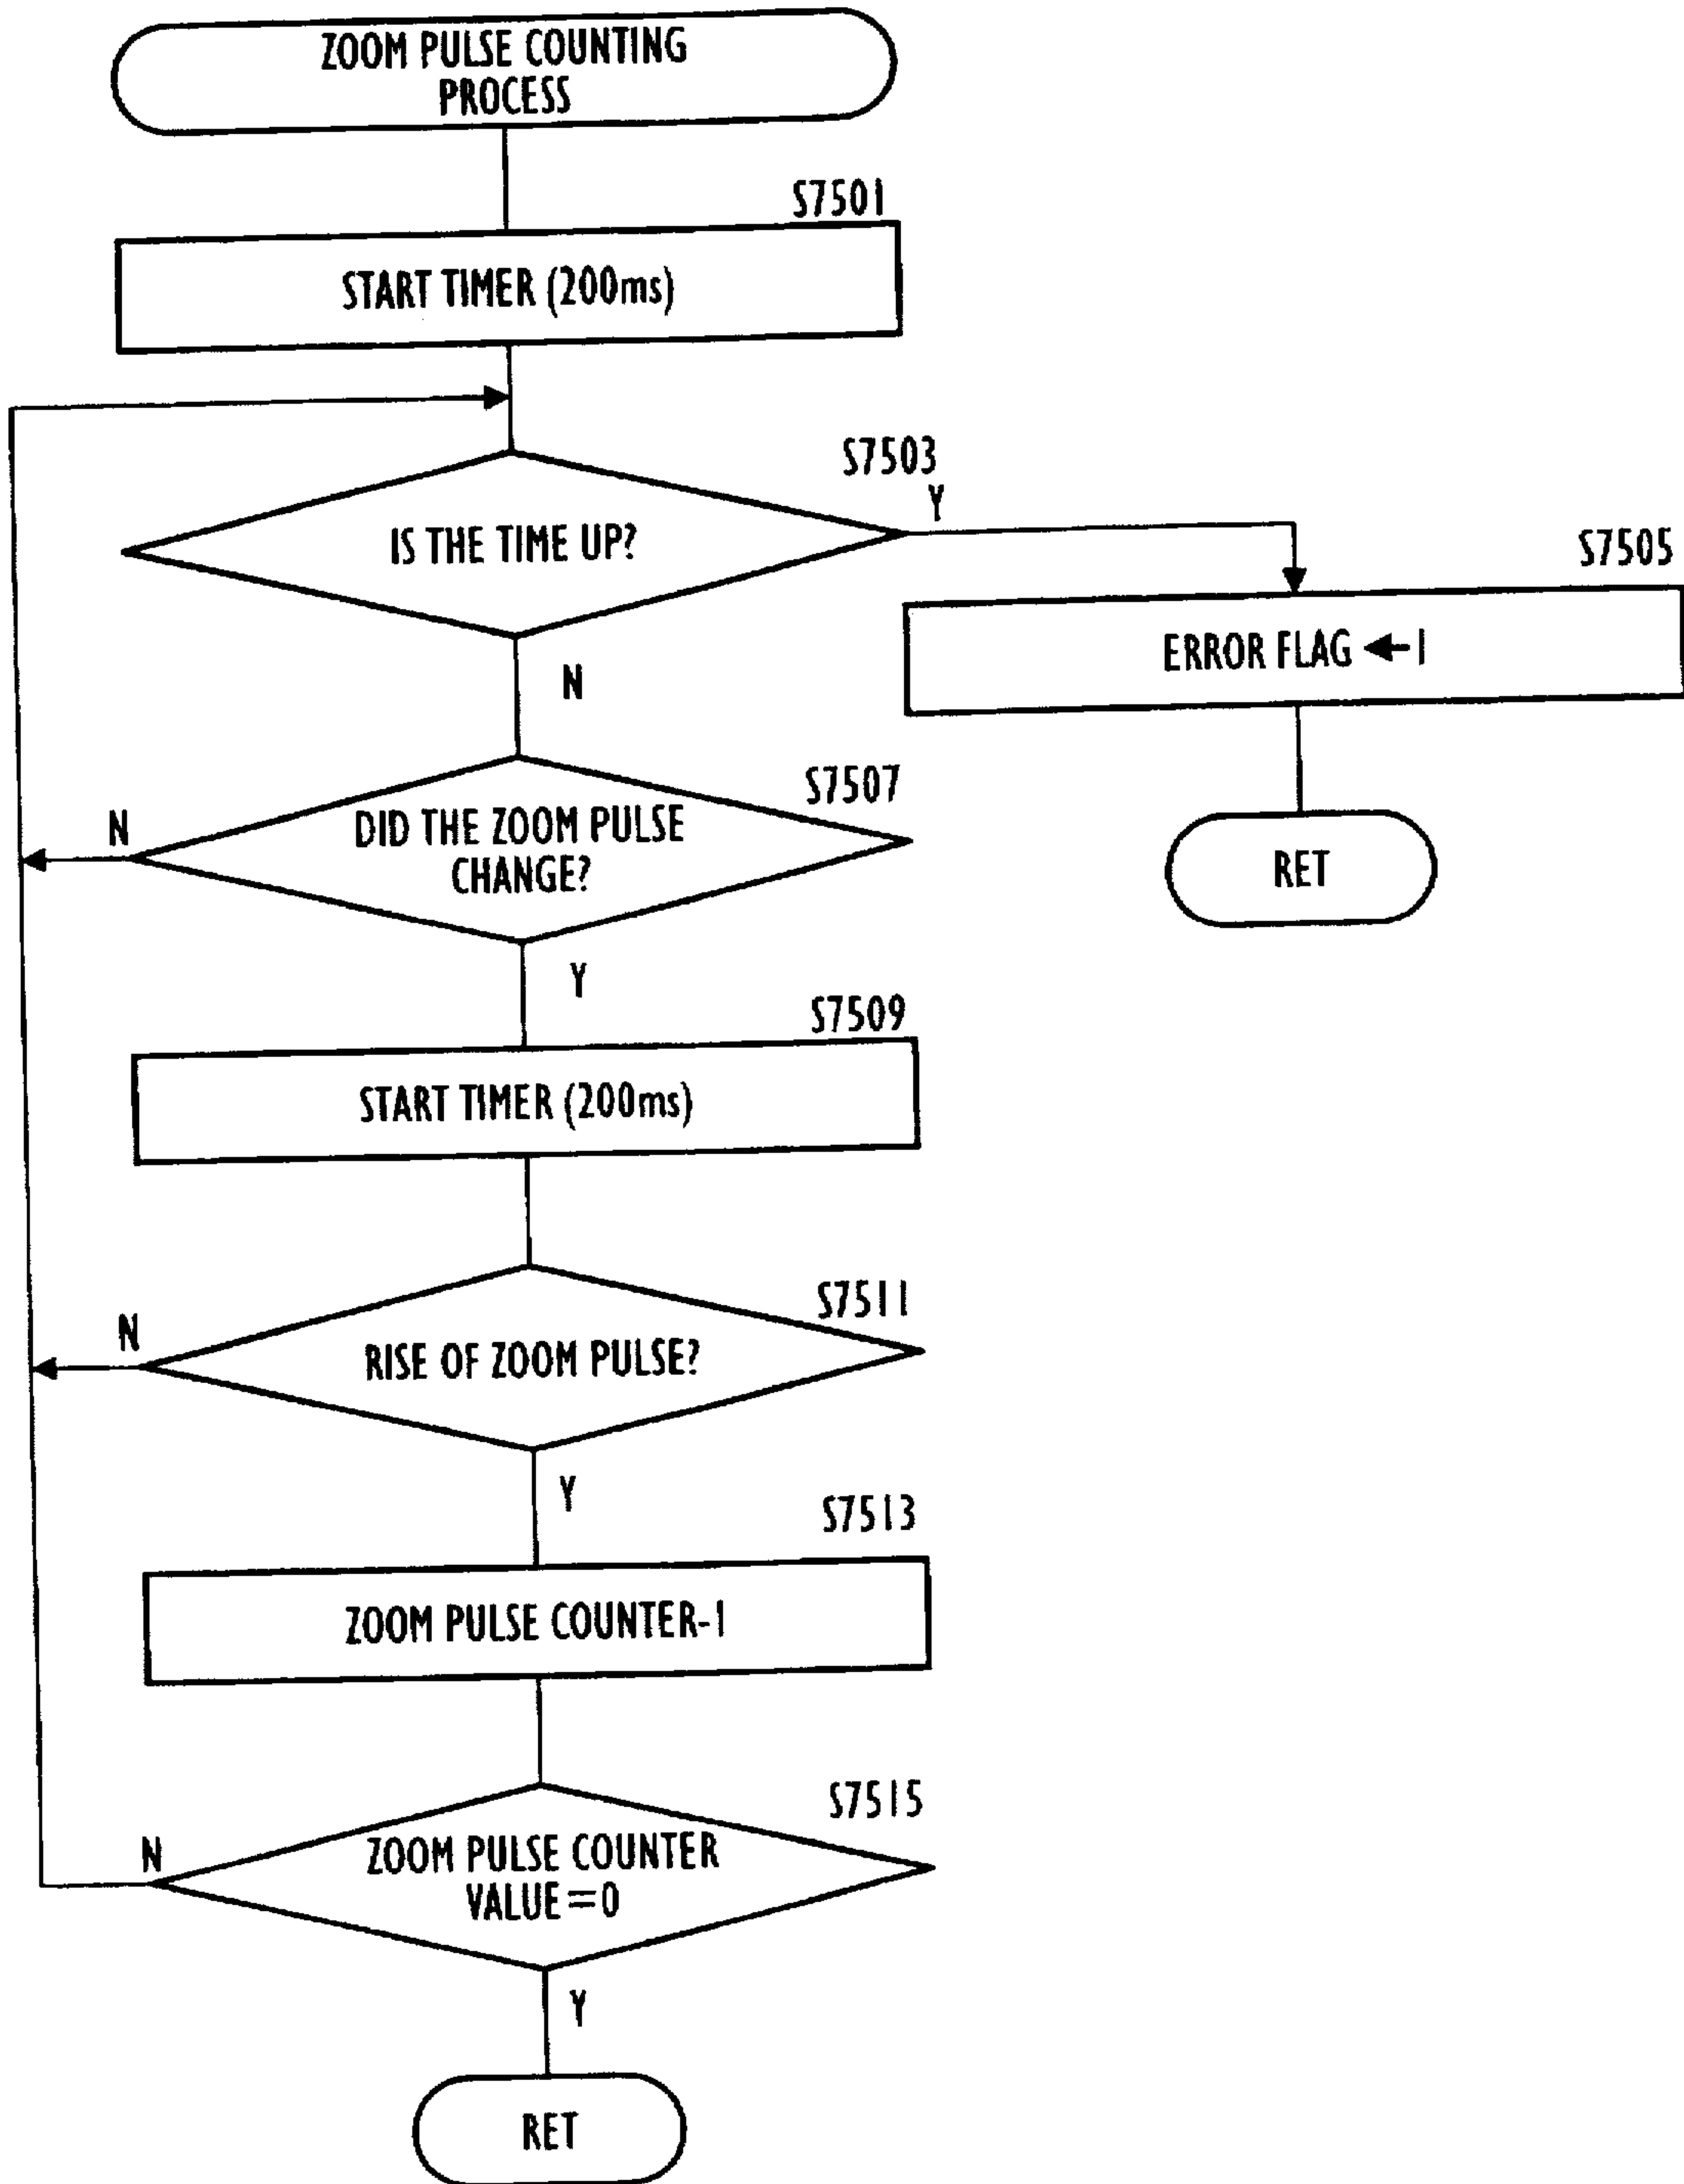 ZOOM PULSE COUNTING
PROCESS
S7501
START TIMER (200ms)
S7503
IS THE TIME UP?
Y
N
S7505
ERROR FLAG ←1
RET
S7507
DID THE ZOOM PULSE
CHANGE?
N
Y
S7509
START TIMER (200ms)
S7511
RISE OF ZOOM PULSE?
N
Y
S7513
ZOOM PULSE COUNTER-1
S7515
ZOOM PULSE COUNTER
VALUE=0
N
Y
RET